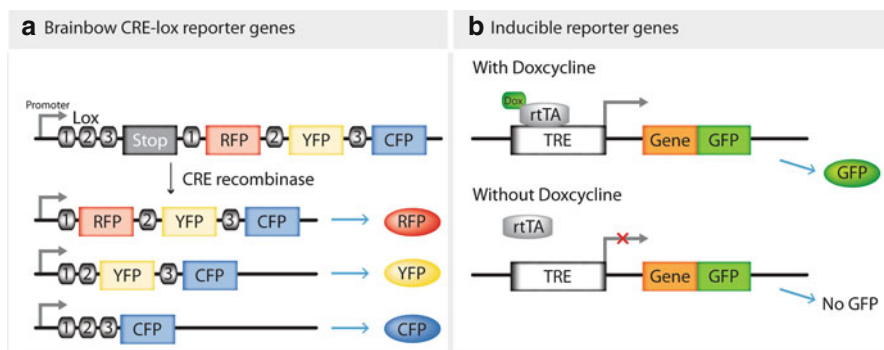 a Brainbow CRE-lox reporter genes
Promoter
Lox
1 2 3 Stop 1 RFP 2 YFP 3 CFP
CRE recombinase
1 RFP 2 YFP 3 CFP RFP
1 2 YFP 3 CFP YFP
1 2 3 CFP CFP
b Inducible reporter genes
With Doxcycline
Dox
rtTA
TRE Gene GFP
GFP
Without Doxcycline
rtTA
TRE Gene GFP
No GFP